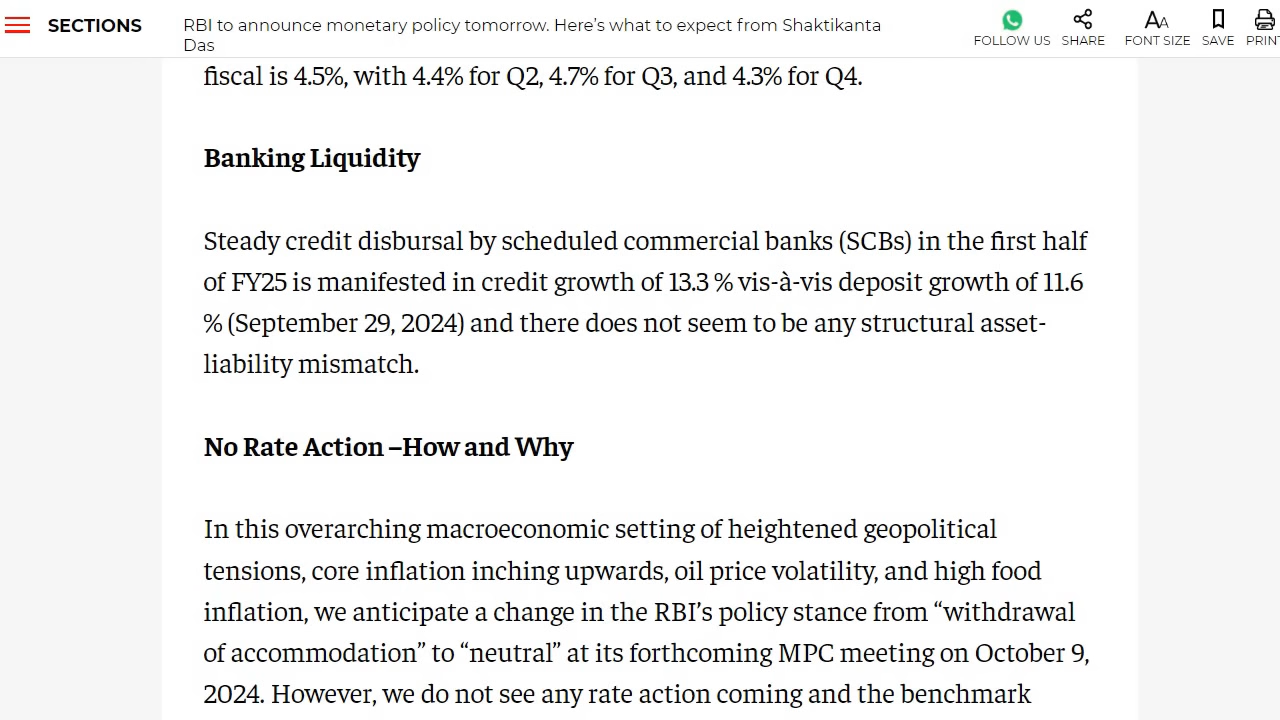 SECTIONS
RBI to announce monetary policy tomorrow. Here's what to expect from Shaktikanta
Das
FOLLOW US
SHARE
FONT SIZE
SAVE
PRINT
fiscal is 4.5%, with 4.4% for Q2, 4.7% for Q3, and 4.3% for Q4.
Banking Liquidity
Steady credit disbursal by scheduled commercial banks (SCBs) in the first half
of FY25 is manifested in credit growth of 13.3 % vis-à-vis deposit growth of 11.6
% (September 29, 2024) and there does not seem to be any structural asset-
liability mismatch.
No Rate Action –How and Why
In this overarching macroeconomic setting of heightened geopolitical
tensions, core inflation inching upwards, oil price volatility, and high food
inflation, we anticipate a change in the RBI's policy stance from “withdrawal
of accommodation” to “neutral” at its forthcoming MPC meeting on October 9,
2024. However, we do not see any rate action coming and the benchmark